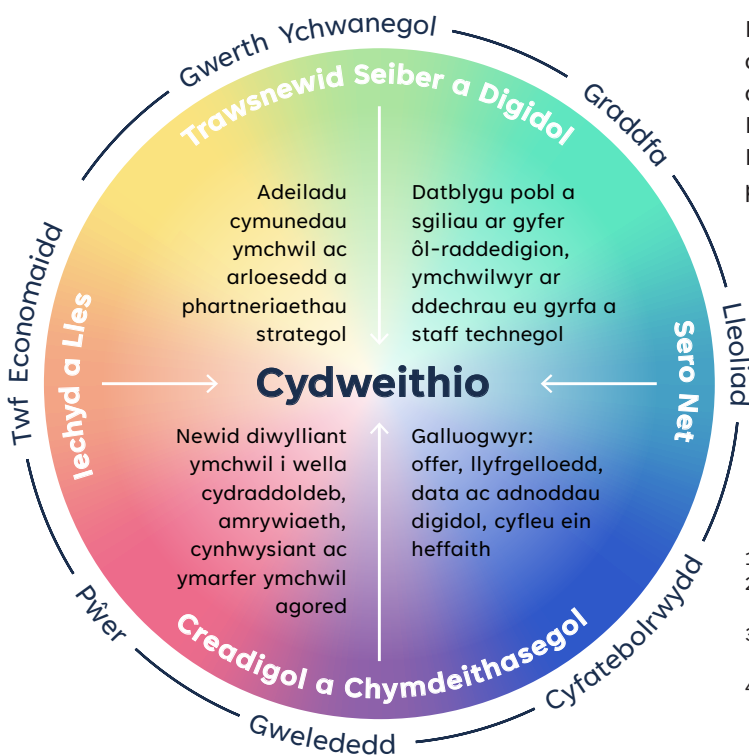 Gwerth Ychwanegol
Graddfa
Lleoliad
Cyfatebolrwydd
Gwelededd
Pŵer
Twf Economaidd
Trawsnewid Seiber a Digidol
Sero Net
Creadigol a Chymdeithasegol
Iechyd a Lles
Adeiladu
cymunedau
ymchwil ac
arloesedd a
phartneriaethau
strategol
Datblygu pobl a
sgiliau ar gyfer
ôl-raddedigion,
ymchwilwyr ar
ddechrau eu gyrfa a
staff technegol
Cydweithio
Newid diwylliant
ymchwil i wella
cydraddoldeb,
amrywiaeth,
cynhwysiant ac
ymarfer ymchwil
agored
Galluogwyr:
offer, llyfrgelloedd,
data ac adnoddau
digidol, cyfleu ein
heffaith